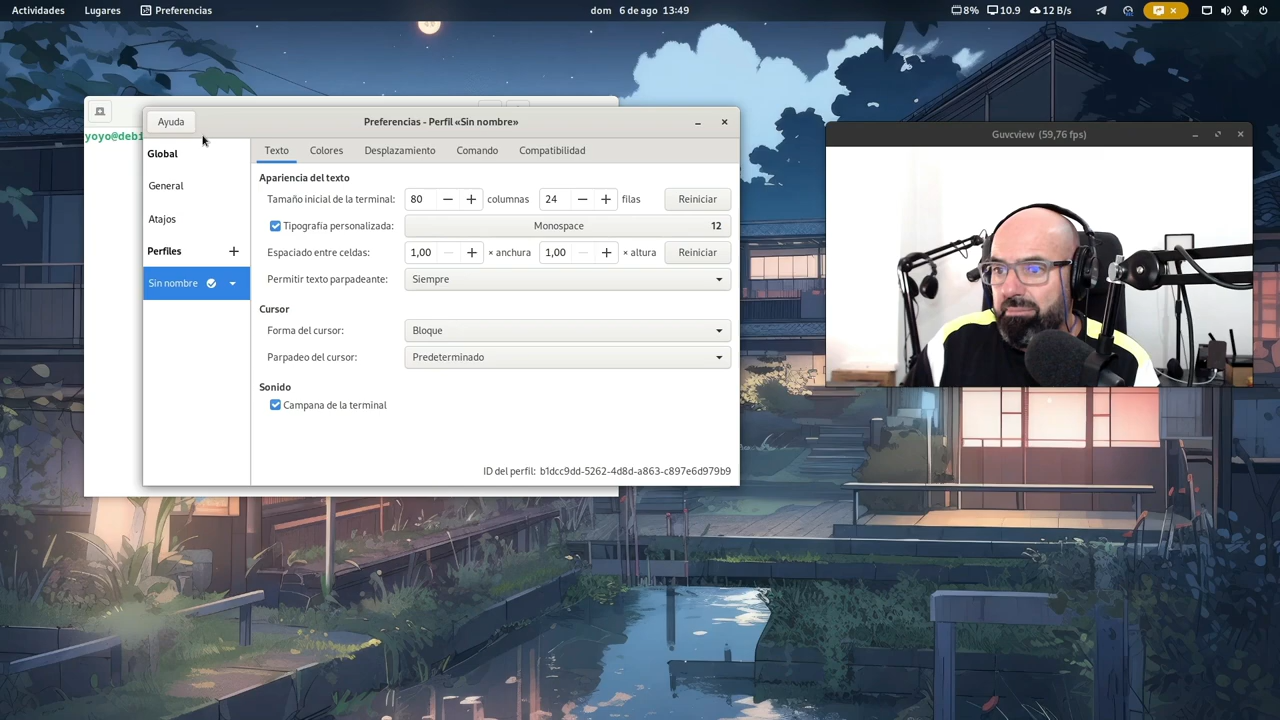 Actividades Lugares Preferencias dom 6 de ago 13:49 8% 10.9 12 B/s
Ayuda Preferencias - Perfil «Sin nombre»
Guvcview (59,76 fps)
yoyo@debi
Global
General
Atajos
Perfiles
Sin nombre
Texto Colores Desplazamiento Comando Compatibilidad
Apariencia del texto
Tamaño inicial de la terminal: 80 columnas 24 filas Reiniciar
Tipografía personalizada: Monospace 12
Espaciado entre celdas: 1,00 × anchura 1,00 × altura Reiniciar
Permitir texto parpadeante: Siempre
Cursor
Forma del cursor: Bloque
Parpadeo del cursor: Predeterminado
Sonido
Campana de la terminal
ID del perfil: b1dcc9dd-5262-4d8d-a863-c897e6d979b9